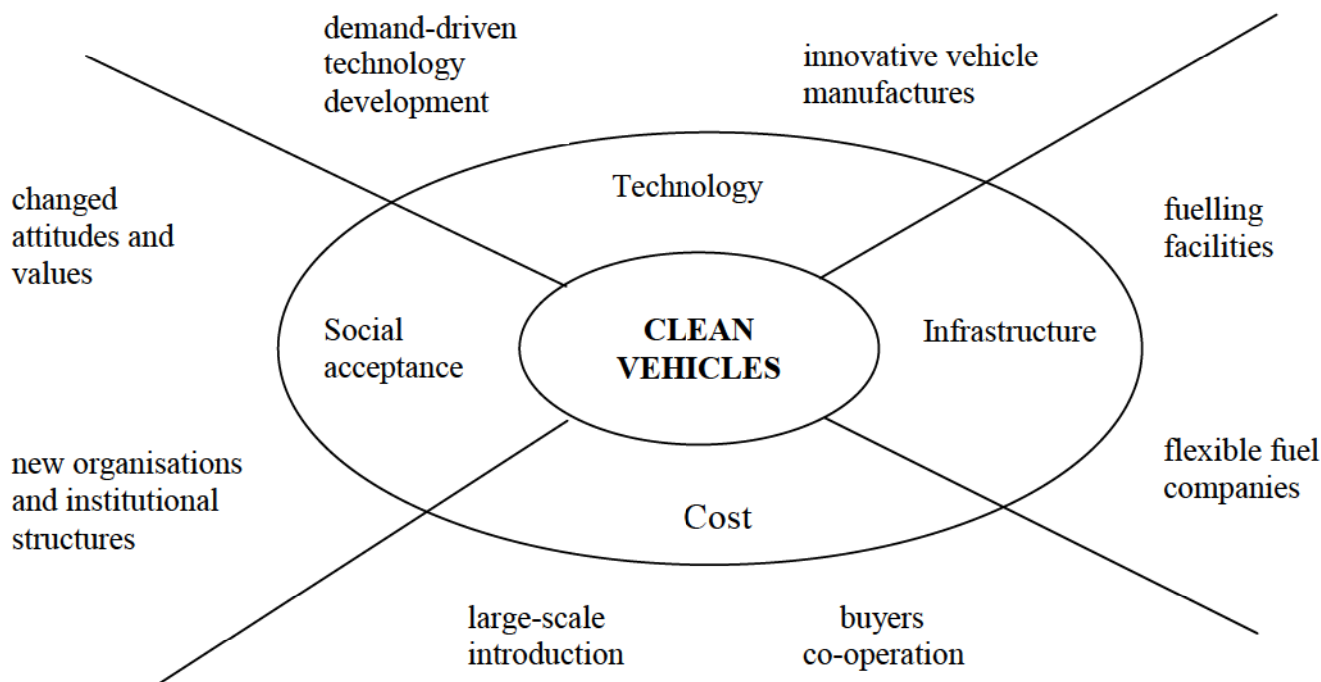 demand-driven
technology
development
innovative vehicle
manufactures
Technology
changed
attitudes and
values
fuelling
facilities
Social
acceptance
CLEAN
VEHICLES
Infrastructure
new organisations
and institutional
structures
flexible fuel
companies
Cost
large-scale
introduction
buyers
co-operation